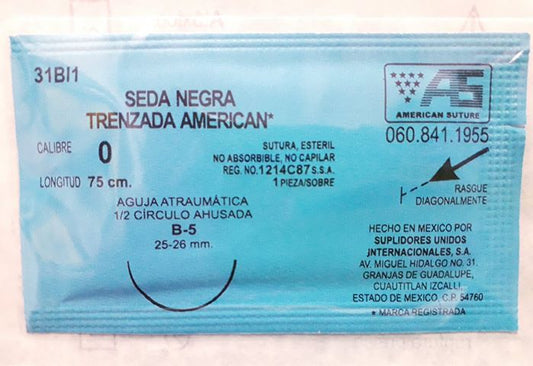 31BI1
SEDA NEGRA
TRENZADA AMERICAN*
CALIBRE 0
LONGITUD 75 cm.
SUTURA, ESTERIL
NO ABSORBIBLE, NO CAPILAR
REG. NO.1214C87 S.S.A.
1 PIEZA/SOBRE
AGUJA ATRAUMÁTICA
1/2 CÍRCULO AHUSADA
B-5
25-26 mm.
AS
AMERICAN SUTURE
060.841.1955
RASGUE
DIAGONALMENTE
HECHO EN MEXICO POR
SUPLIDORES UNIDOS
INTERNACIONALES, S.A.
AV. MIGUEL HIDALGO NO. 31.
GRANJAS DE GUADALUPE,
CUAUTITLAN IZCALLI
ESTADO DE MEXICO, C.P. 54760
* MARCA REGISTRADA